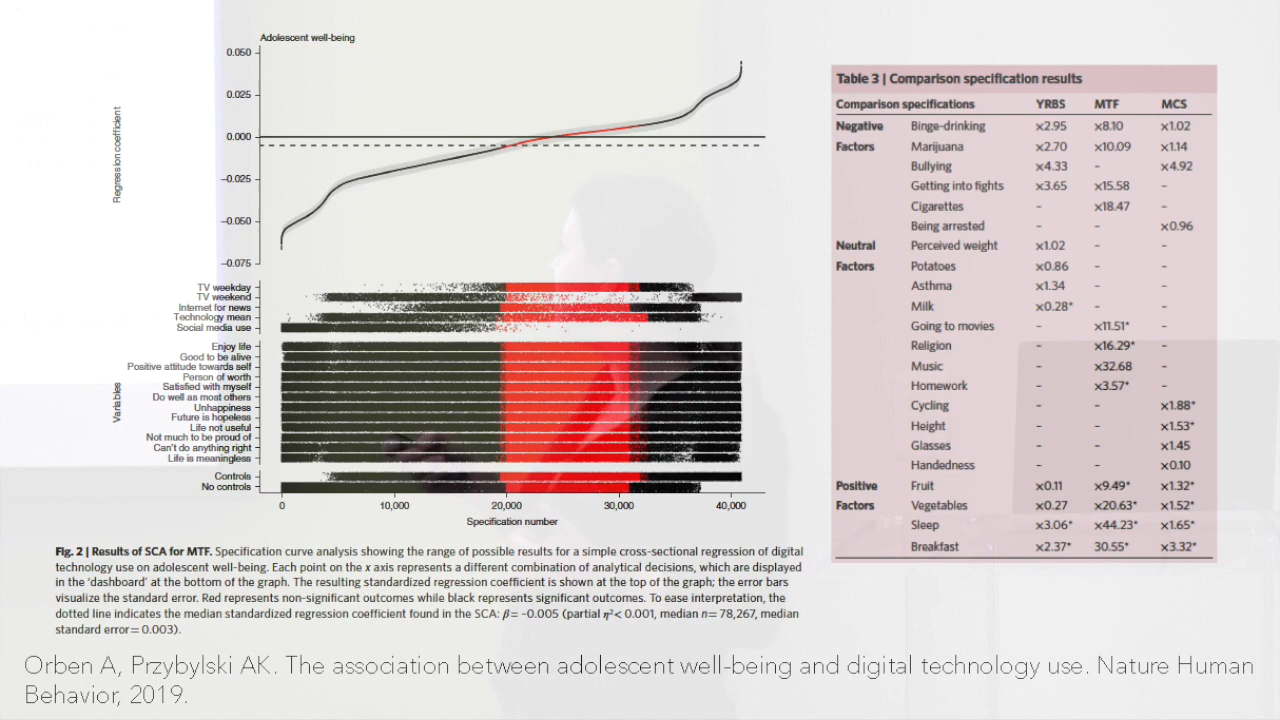 Adolescent well-being
0.050
0.025
0.000
–0.025
–0.050
–0.075
Regression coefficient
TV weekday
TV weekend
Internet for news
Technology mean
Social media use
Enjoy life
Good to be alive
Positive attitude towards self
Person of worth
Satisfied with myself
Do well as most others
Unhappiness
Future is hopeless
Life not useful
Not much to be proud of
Can't do anything right
Life is meaningless
Controls
No controls
Variables
0 10,000 20,000 30,000 40,000
Specification number
Fig. 2 | Results of SCA for MTF. Specification curve analysis showing the range of possible results for a simple cross-sectional regression of digital
technology use on adolescent well-being. Each point on the x axis represents a different combination of analytical decisions, which are displayed
in the 'dashboard' at the bottom of the graph. The resulting standardized regression coefficient is shown at the top of the graph; the error bars
visualize the standard error. Red represents non-significant outcomes while black represents significant outcomes. To ease interpretation, the
dotted line indicates the median standardized regression coefficient found in the SCA: β= –0.005 (partial η²< 0.001, median n= 78,267, median
standard error= 0.003).
Table 3 | Comparison specification results
Comparison specifications YRBS MTF MCS
Negative Binge-drinking ×2.95 ×8.10 ×1.02
Factors Marijuana ×2.70 ×10.09 ×1.14
Bullying ×4.33 - ×4.92
Getting into fights ×3.65 ×15.58 -
Cigarettes - ×18.47 -
Being arrested - - ×0.96
Neutral Perceived weight ×1.02 - -
Factors Potatoes ×0.86 - -
Asthma ×1.34 - -
Milk ×0.28* - -
Going to movies - ×11.51* -
Religion - ×16.29* -
Music - ×32.68 -
Homework - ×3.57* -
Cycling - - ×1.88*
Height - - ×1.53*
Glasses - - ×1.45
Handedness - - ×0.10
Positive Fruit ×0.11 ×9.49* ×1.32*
Factors Vegetables ×0.27 ×20.63* ×1.52*
Sleep ×3.06* ×44.23* ×1.65*
Breakfast ×2.37* 30.55* ×3.32*
Orben A, Przybylski AK. The association between adolescent well-being and digital technology use. Nature Human
Behavior, 2019.